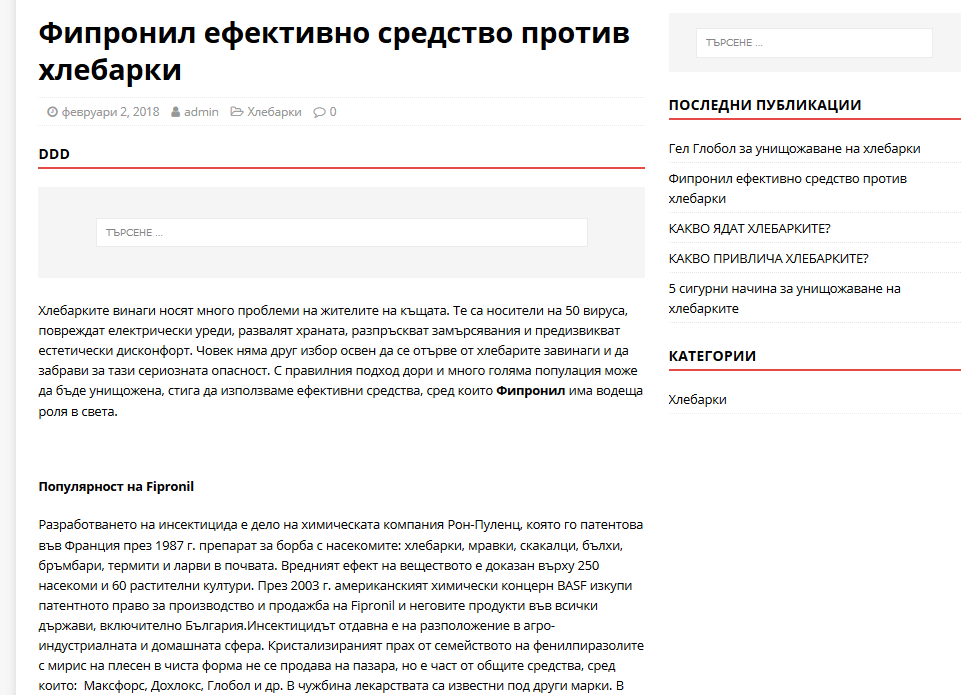 Фипронил ефективно средство против
хлебарки
февруари 2, 2018 admin Хлебарки 0
DDD
ТЪРСЕНЕ ...
Хлебарките винаги носят много проблеми на жителите на къщата. Те са носители на 50 вируса,
повреждат електрически уреди, развалят храната, разпръскват замърсявания и предизвикват
естетически дисконфорт. Човек няма друг избор освен да се отърве от хлебарите завинаги и да
забрави за тази сериозната опасност. С правилния подход дори и много голяма популация може
да бъде унищожена, стига да използваме ефективни средства, сред които Фипронил има водеща
роля в света.
Популярност на Fipronil
Разработването на инсектицида е дело на химическата компания Рон-Пуленц, която го патентова
във Франция през 1987 г. препарат за борба с насекомите: хлебарки, мравки, скакалци, бълхи,
бръмбари, термити и ларви в почвата. Вредният ефект на веществото е доказан върху 250
насекоми и 60 растителни култури. През 2003 г. американският химически концерн BASF изкупи
патентното право за производство и продажба на Fipronil и неговите продукти във всички
държави, включително България.Инсектицидът отдавна е на разположение в агро-
индустриалната и домашната сфера. Кристализираният прах от семейството на фенилпиразолите
с мирис на плесен в чиста форма не се продава на пазара, но е част от общите средства, сред
които:  Максфорс, Дохлокс, Глобол и др. В чужбина лекарствата са известни под други марки. В
ТЪРСЕНЕ ...
ПОСЛЕДНИ ПУБЛИКАЦИИ
Гел Глобол за унищожаване на хлебарки
Фипронил ефективно средство против
хлебарки
КАКВО ЯДАТ ХЛЕБАРКИТЕ?
КАКВО ПРИВЛИЧА ХЛЕБАРКИТЕ?
5 сигурни начина за унищожаване на
хлебарките
КАТЕГОРИИ
Хлебарки